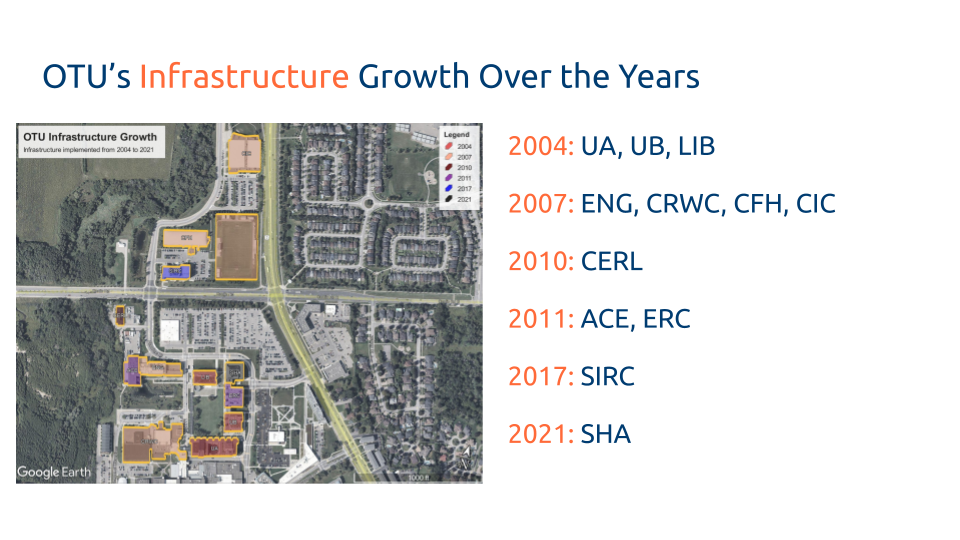 OTU's Infrastructure Growth Over the Years
OTU Infrastructure Growth
Infrastructure implemented from 2004 to 2021
Legend
2004
2007
2010
2011
2017
2021
Google Earth
1000 ft
N
2004: UA, UB, LIB
2007: ENG, CRWC, CFH, CIC
2010: CERL
2011: ACE, ERC
2017: SIRC
2021: SHA